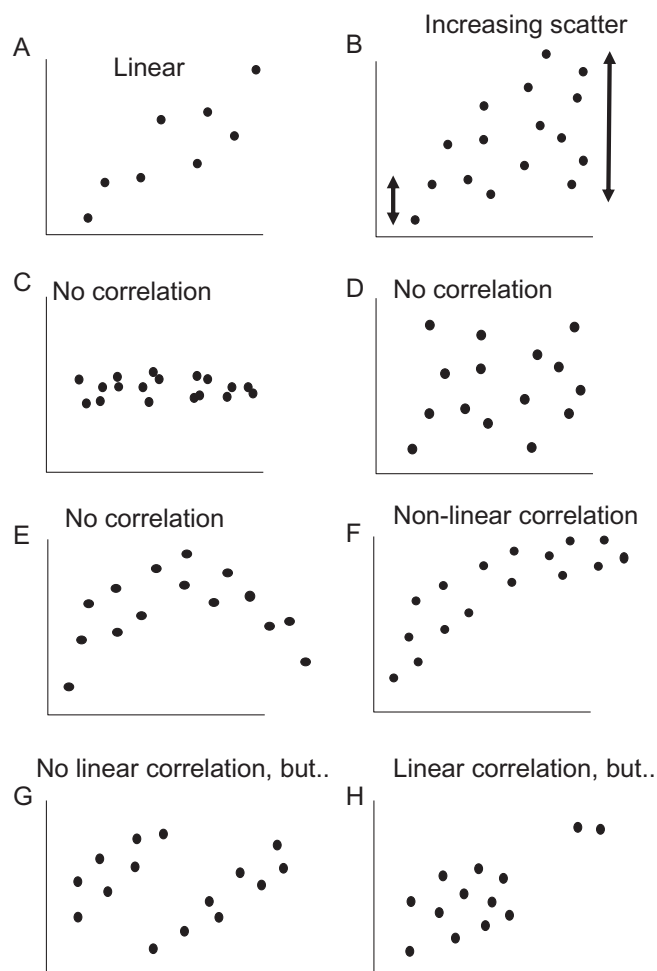 A
Linear
B
Increasing scatter
C
No correlation
D
No correlation
E
No correlation
F
Non-linear correlation
G
No linear correlation, but..
H
Linear correlation, but..